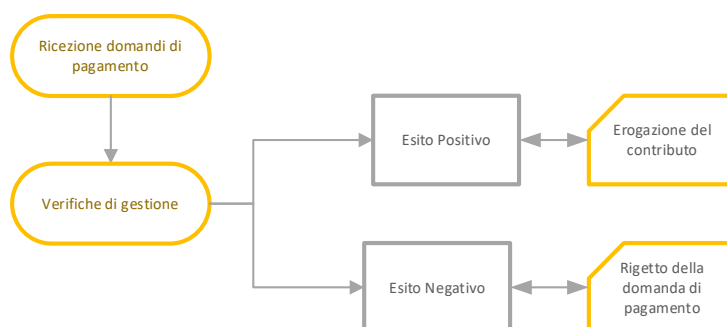 Ricezione domandi di
pagamento
Verifiche di gestione
Esito Positivo
Erogazione del
contributo
Esito Negativo
Rigetto della
domanda di
pagamento